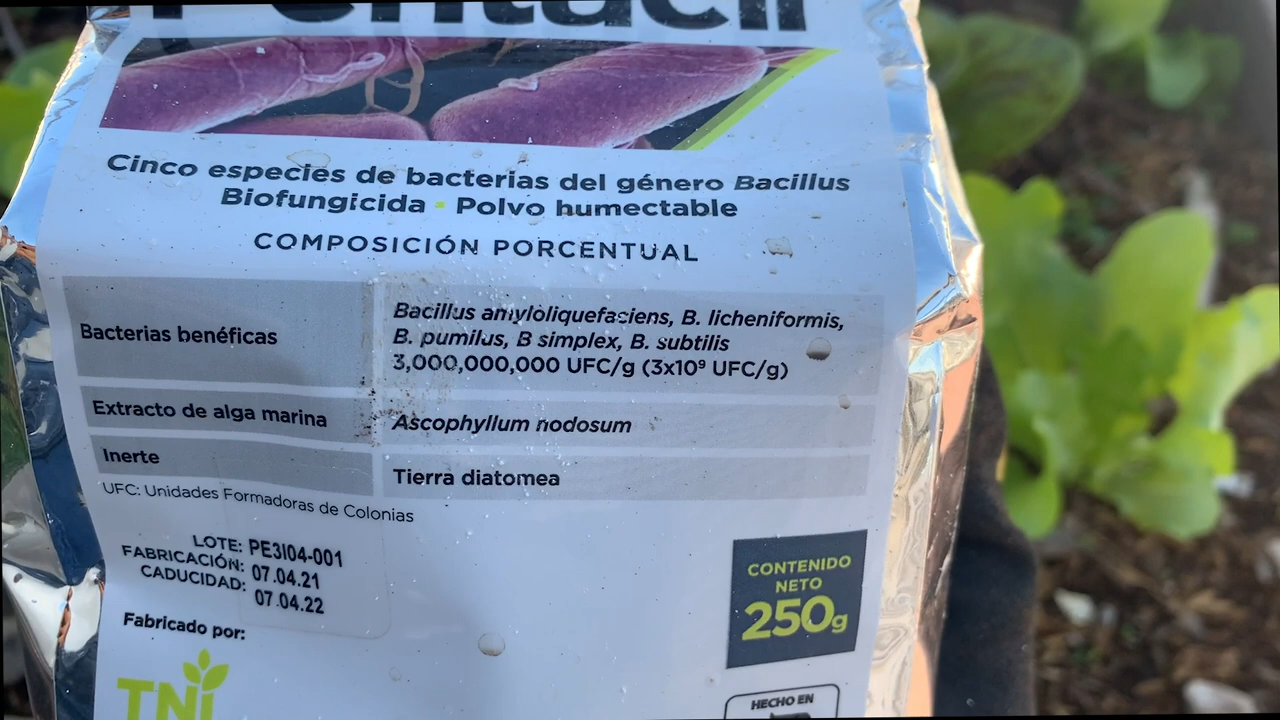 Pentacil
Cinco especies de bacterias del género Bacillus
Biofungicida • Polvo humectable
COMPOSICIÓN PORCENTUAL
Bacterias benéficas
Bacillus amyloliquefaciens, B. licheniformis,
B. pumilus, B simplex, B. subtilis
3,000,000,000 UFC/g (3x10⁹ UFC/g)
Extracto de alga marina
Ascophyllum nodosum
Inerte
Tierra diatomea
UFC: Unidades Formadoras de Colonias
LOTE: PE3I04-001
FABRICACIÓN: 07.04.21
CADUCIDAD: 07.04.22
CONTENIDO
NETO
250g
Fabricado por:
TNI
HECHO EN